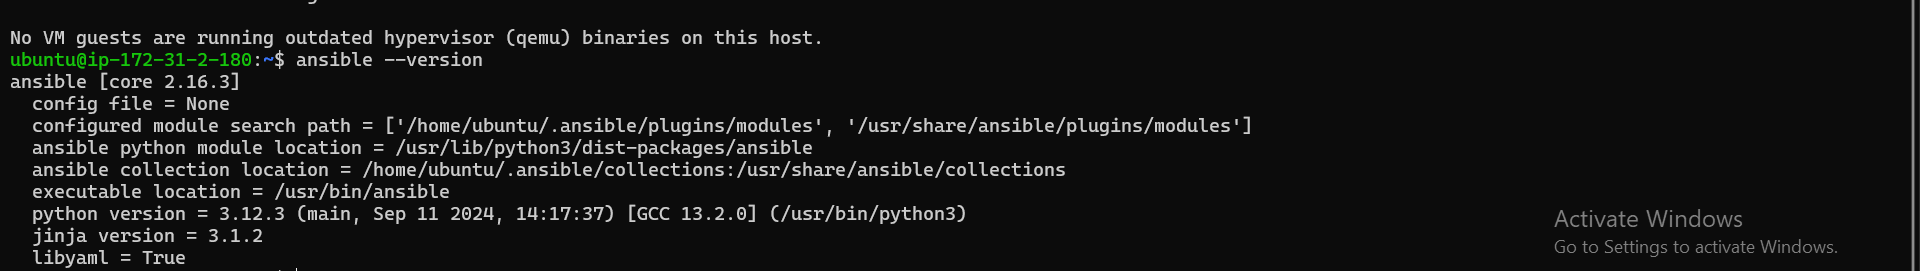 No VM guests are running outdated hypervisor (qemu) binaries on this host.
ubuntu@ip-172-31-2-180:~$ ansible --version
ansible [core 2.16.3]
  config file = None
  configured module search path = ['/home/ubuntu/.ansible/plugins/modules', '/usr/share/ansible/plugins/modules']
  ansible python module location = /usr/lib/python3/dist-packages/ansible
  ansible collection location = /home/ubuntu/.ansible/collections:/usr/share/ansible/collections
  executable location = /usr/bin/ansible
  python version = 3.12.3 (main, Sep 11 2024, 14:17:37) [GCC 13.2.0] (/usr/bin/python3)
  jinja version = 3.1.2
  libyaml = True
Activate Windows
Go to Settings to activate Windows.